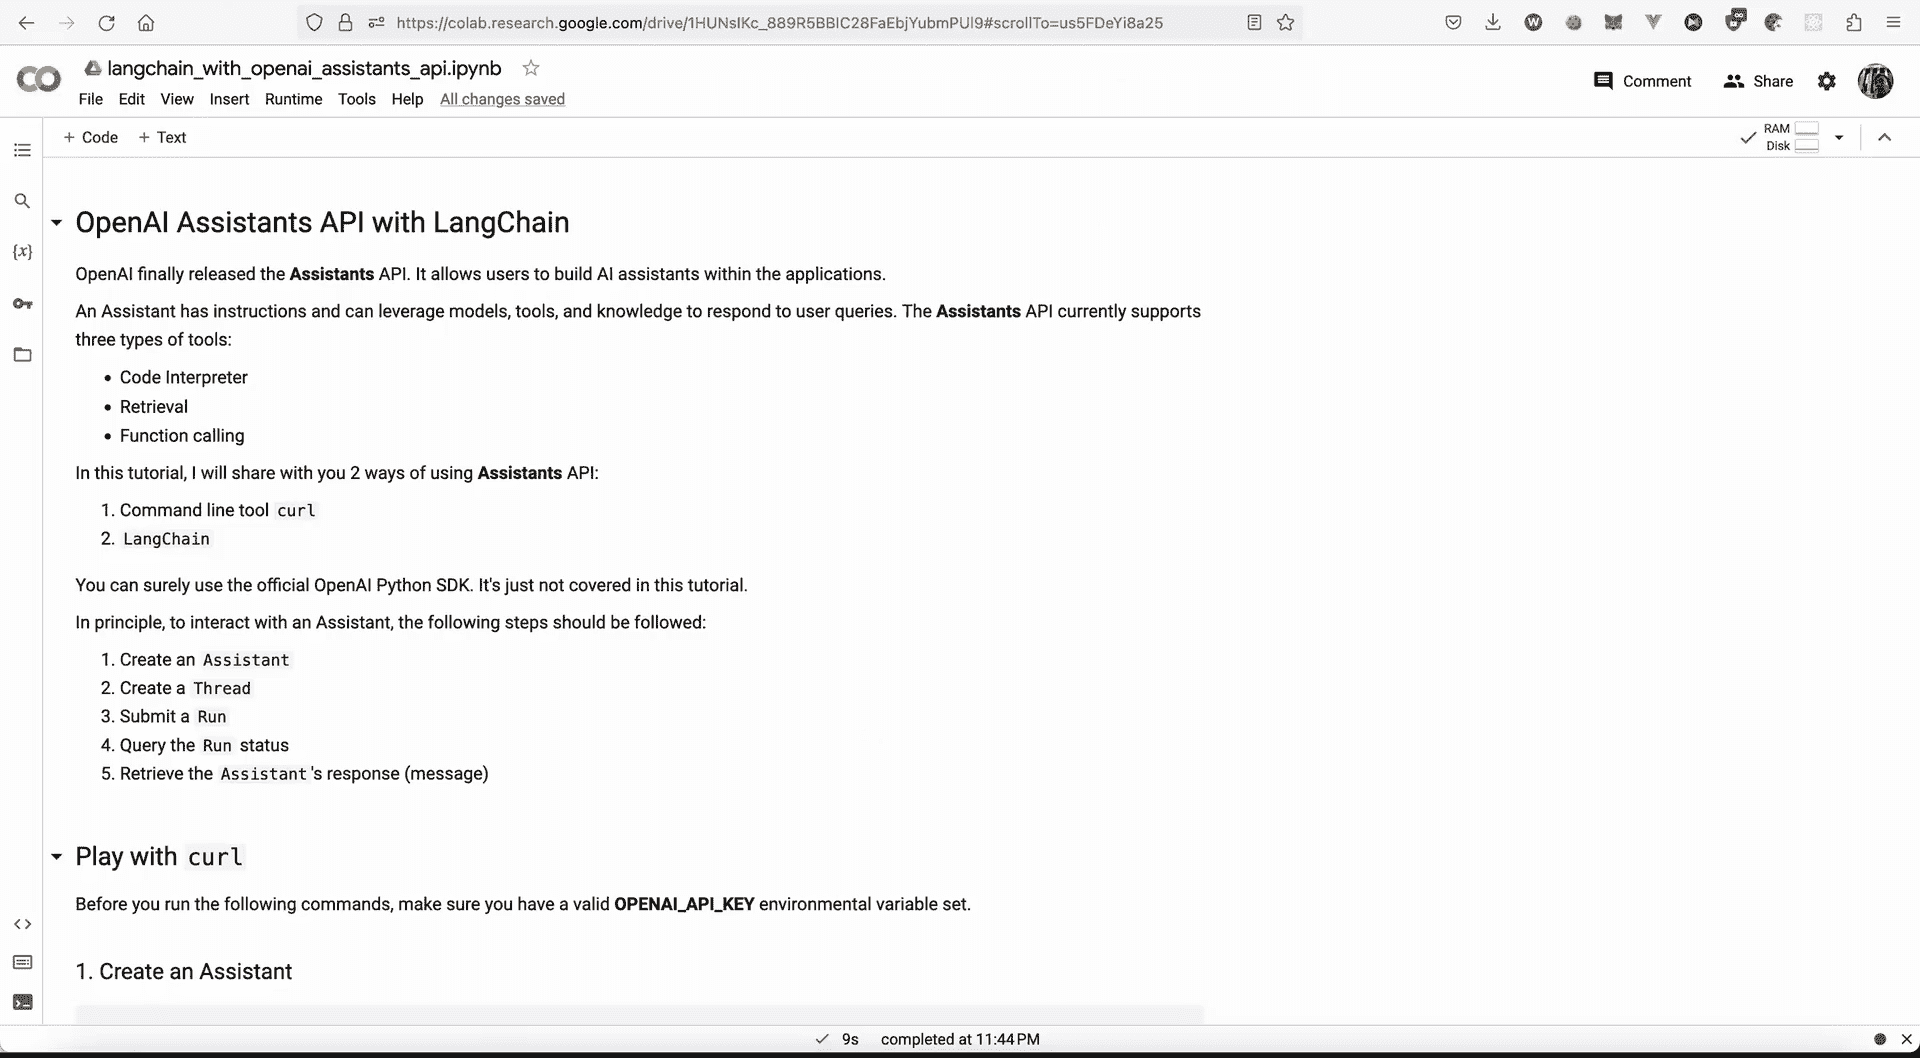 https://colab.research.google.com/drive/1HUNsIKc_889R5BBIC28FaEbjYubmPUl9#scrollTo=us5FDeYi8a25
langchain_with_openai_assistants_api.ipynb
File Edit View Insert Runtime Tools Help All changes saved
Comment Share
+ Code + Text
RAM
Disk
{x}
OpenAI Assistants API with LangChain
OpenAI finally released the Assistants API. It allows users to build AI assistants within the applications.
An Assistant has instructions and can leverage models, tools, and knowledge to respond to user queries. The Assistants API currently supports
three types of tools:
• Code Interpreter
• Retrieval
• Function calling
In this tutorial, I will share with you 2 ways of using Assistants API:
1. Command line tool curl
2. LangChain
You can surely use the official OpenAI Python SDK. It's just not covered in this tutorial.
In principle, to interact with an Assistant, the following steps should be followed:
1. Create an Assistant
2. Create a Thread
3. Submit a Run
4. Query the Run status
5. Retrieve the Assistant's response (message)
Play with curl
Before you run the following commands, make sure you have a valid OPENAI_API_KEY environmental variable set.
1. Create an Assistant
9s completed at 11:44 PM